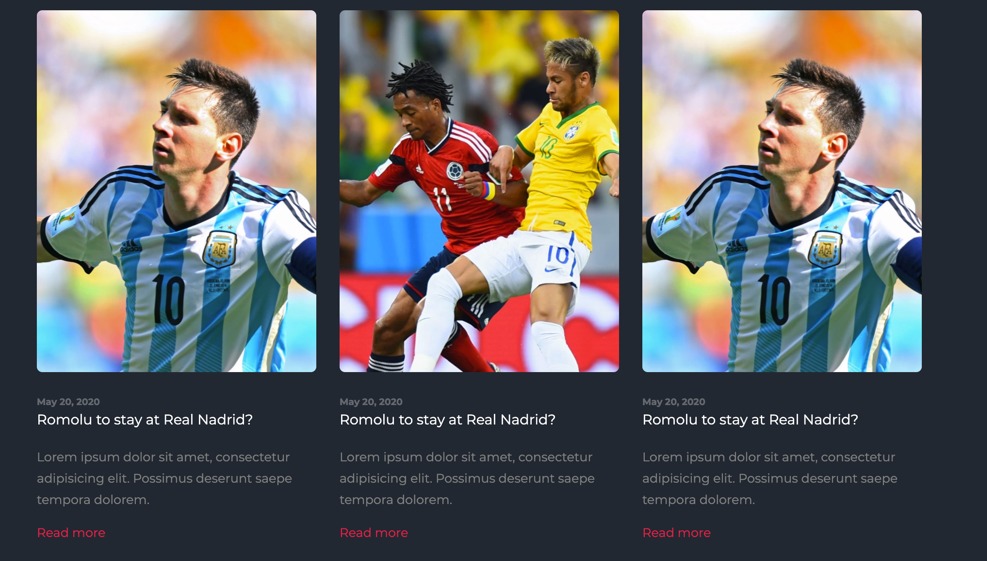 10
11
10
10
10
May 20, 2020
Romolu to stay at Real Nadrid?
Lorem ipsum dolor sit amet, consectetur
adipisicing elit. Possimus deserunt saepe
tempora dolorem.
Read more
May 20, 2020
Romolu to stay at Real Nadrid?
Lorem ipsum dolor sit amet, consectetur
adipisicing elit. Possimus deserunt saepe
tempora dolorem.
Read more
May 20, 2020
Romolu to stay at Real Nadrid?
Lorem ipsum dolor sit amet, consectetur
adipisicing elit. Possimus deserunt saepe
tempora dolorem.
Read more